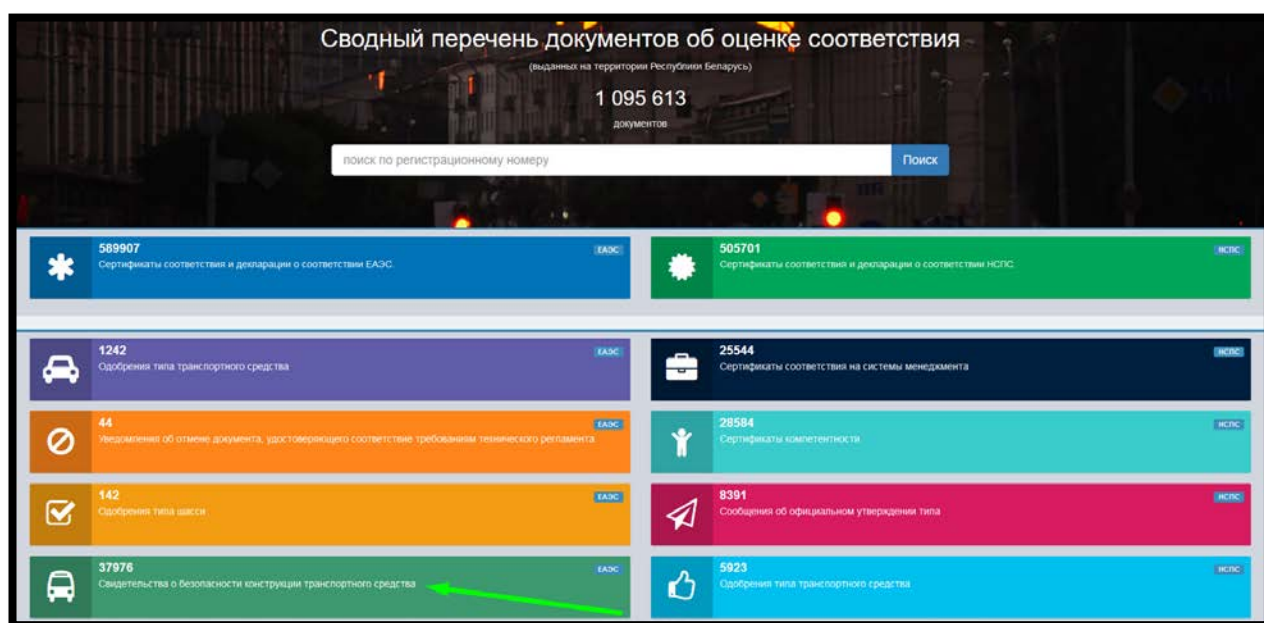 Сводный перечень документов об оценке соответствия
(выданных на территории Республики Беларусь)
1 095 613
документов
поиск по регистрационному номеру
Поиск
589907
ЕАЭС
Сертификаты соответствия и декларации о соответствии ЕАЭС
505701
НСПС
Сертификаты соответствия и декларации о соответствии НСПС
1242
ЕАЭС
Одобрения типа транспортного средства
25544
НСПС
Сертификаты соответствия на системы менеджмента
44
ЕАЭС
Уведомления об отмене документа, удостоверяющего соответствие требованиям технического регламента
28584
НСПС
Сертификаты компетентности
142
ЕАЭС
Одобрения типа шасси
8391
НСПС
Сообщения об официальном утверждении типа
37976
ЕАЭС
Свидетельства о безопасности конструкции транспортного средства
5923
НСПС
Одобрения типа транспортного средства